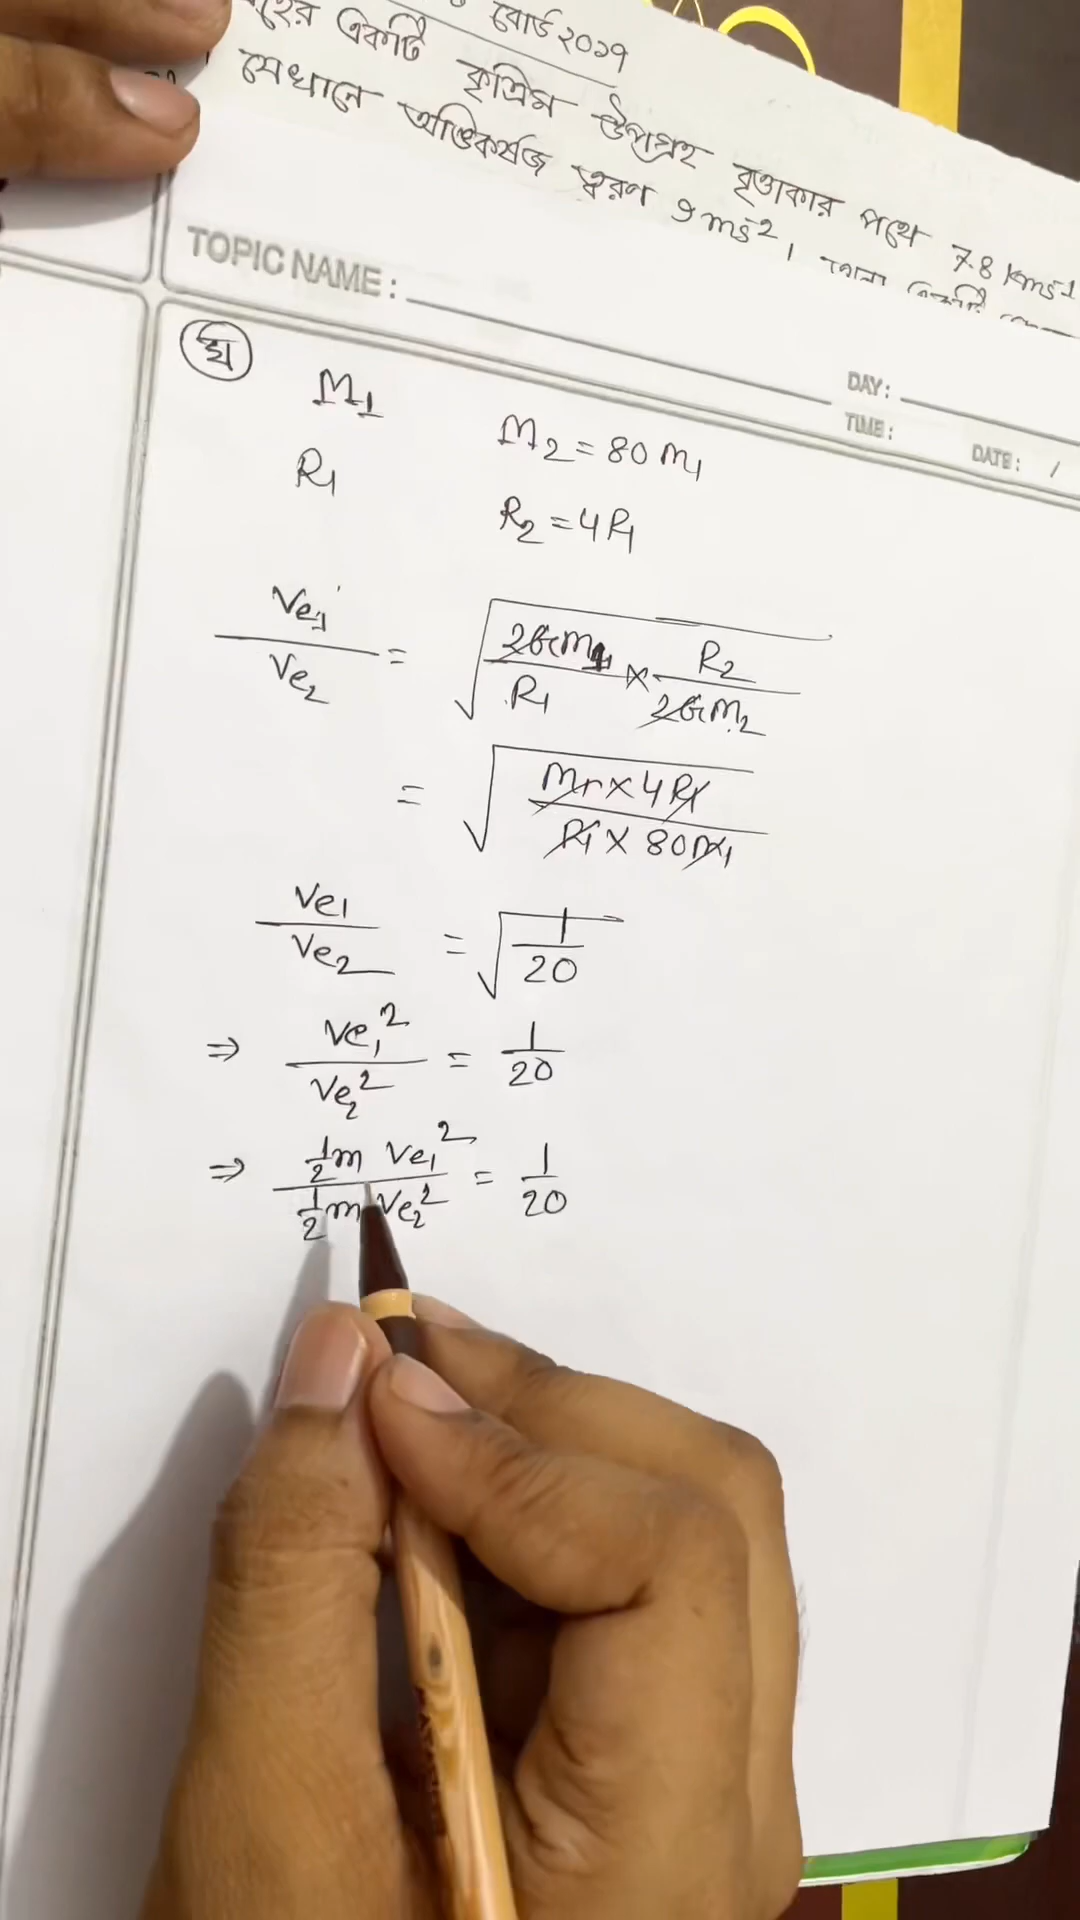 বোর্ড ২০১৭
একটি কৃত্রিম উপগ্রহ বৃত্তাকার পথে 7.8 kms⁻¹
সেখানে অভিকর্ষজ ত্বরণ 9 ms⁻²।
TOPIC NAME :
DAY :
TIME :
DATE : /
ঘ
M₁ M₂ = 80 m₁
R₁ R₂ = 4R₁
Ve₁ / Ve₂ = √(2Gm₁/R₁ × R₂/2Gm₂)
= √(m₁ × 4R₁ / R₁ × 80m₁)
Ve₁ / Ve₂ = √(1/20)
⇒ Ve₁² / Ve₂² = 1/20
⇒ ½m Ve₁² / ½m Ve₂² = 1/20